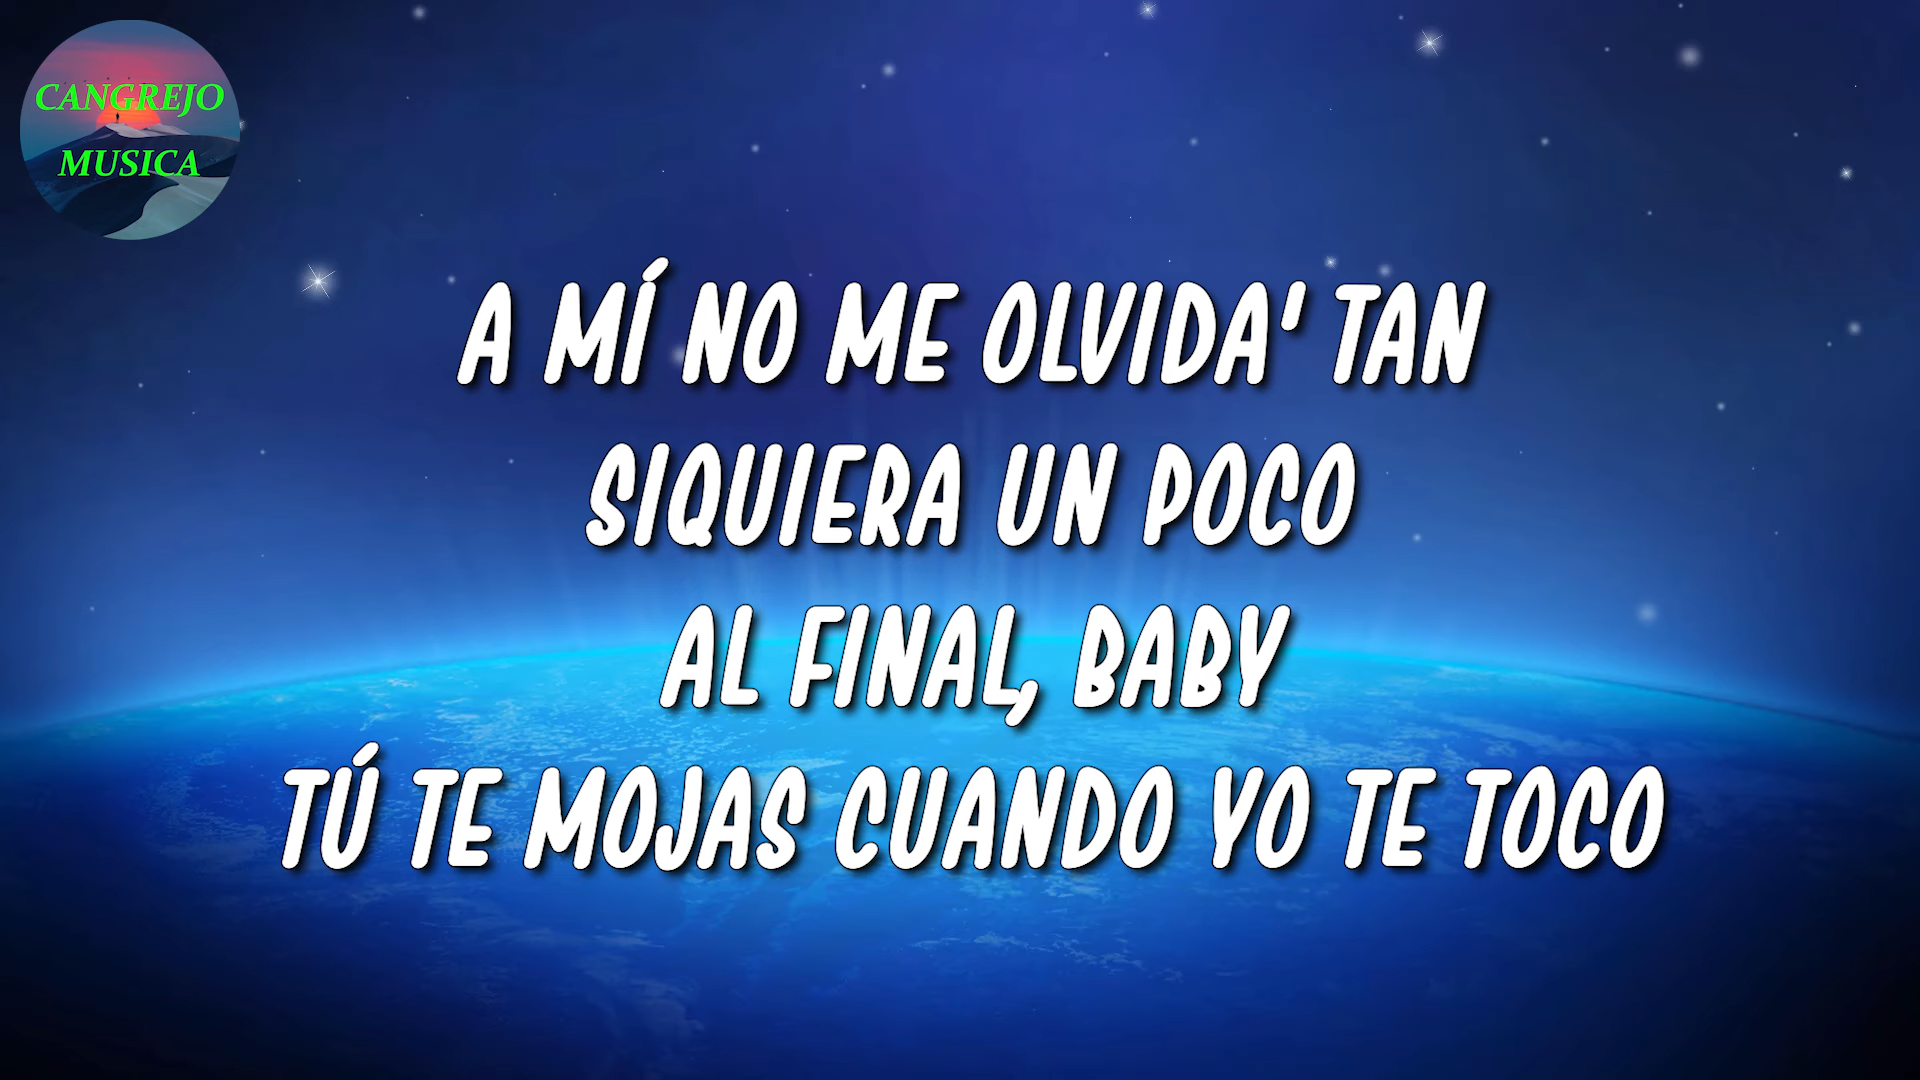 CANGREJO
MUSICA
A MÍ NO ME OLVIDA' TAN
SIQUIERA UN POCO
AL FINAL, BABY
TÚ TE MOJAS CUANDO YO TE TOCO